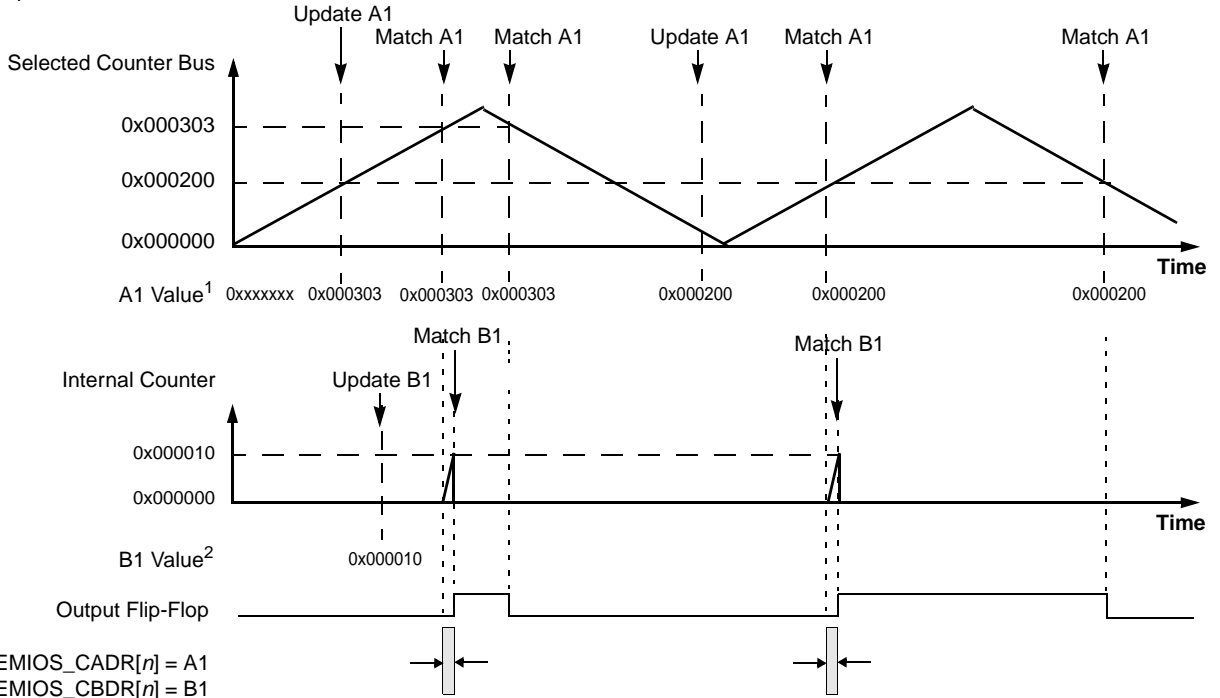 Update A1
Match A1 Match A1 Update A1 Match A1 Match A1
Selected Counter Bus
0x000303
0x000200
0x000000
Time
A1 Value1 0xxxxxxx 0x000303 0x000303 0x000303 0x000200 0x000200 0x000200
Match B1 Match B1
Internal Counter Update B1
0x000010
0x000000
Time
B1 Value2 0x000010
Output Flip-Flop
EMIOS_CADR[n] = A1
EMIOS_CBDR[n] = B1